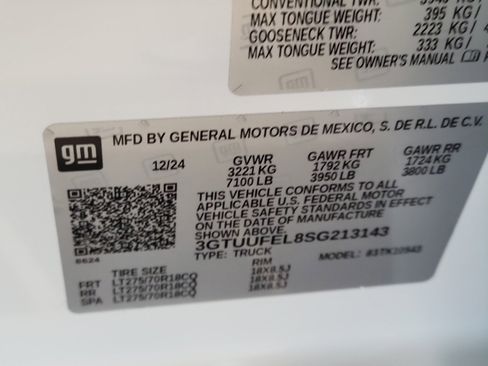 CONVENTIONAL TWR:
MAX TONGUE WEIGHT: 395 KG /
GOOSENECK TWR: 2223 KG /
MAX TONGUE WEIGHT: 333 KG /
SEE OWNER'S MANUAL
gm
MFD BY GENERAL MOTORS DE MEXICO, S. DE R.L. DE C.V.
12/24 GVWR GAWR FRT GAWR RR
3221 KG 1792 KG 1724 KG
7100 LB 3950 LB 3800 LB
THIS VEHICLE CONFORMS TO ALL
APPLICABLE U.S. FEDERAL MOTOR
VEHICLE SAFETY STANDARDS IN EFFECT
ON THE DATE OF MANUFACTURE
SHOWN ABOVE.
3GTUUFEL8SG213143
6624 TYPE: TRUCK MODEL:
TIRE SIZE RIM
FRT LT275/70R18CQ 18X8.5J
RR LT275/70R18CQ 18X8.5J
SPA LT275/70R18CQ 18X8.5J